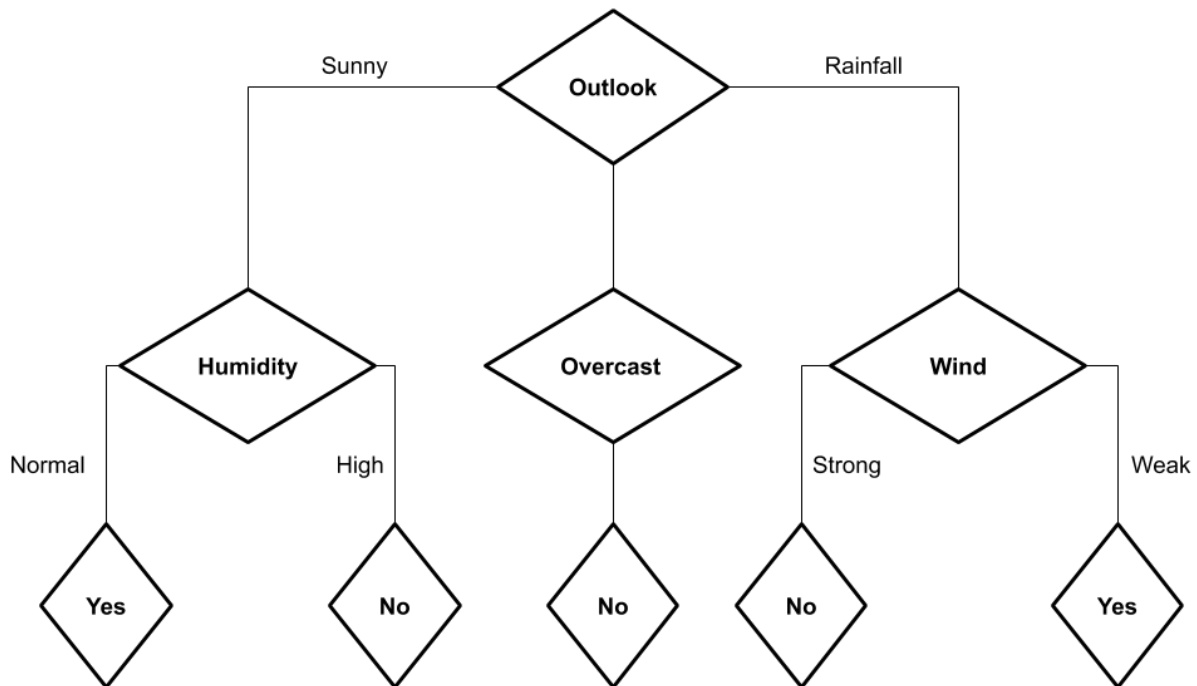 Sunny
Rainfall
Outlook
Humidity
Overcast
Wind
Normal
High
Strong
Weak
Yes
No
No
No
Yes